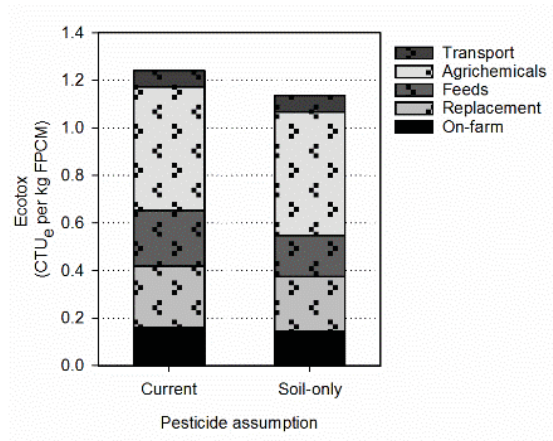 1.4
1.2
1.0
0.8
0.6
0.4
0.2
0.0
Ecotox
(CTUe per kg FPCM)
Current
Soil-only
Pesticide assumption
Transport
Agrichemicals
Feeds
Replacement
On-farm